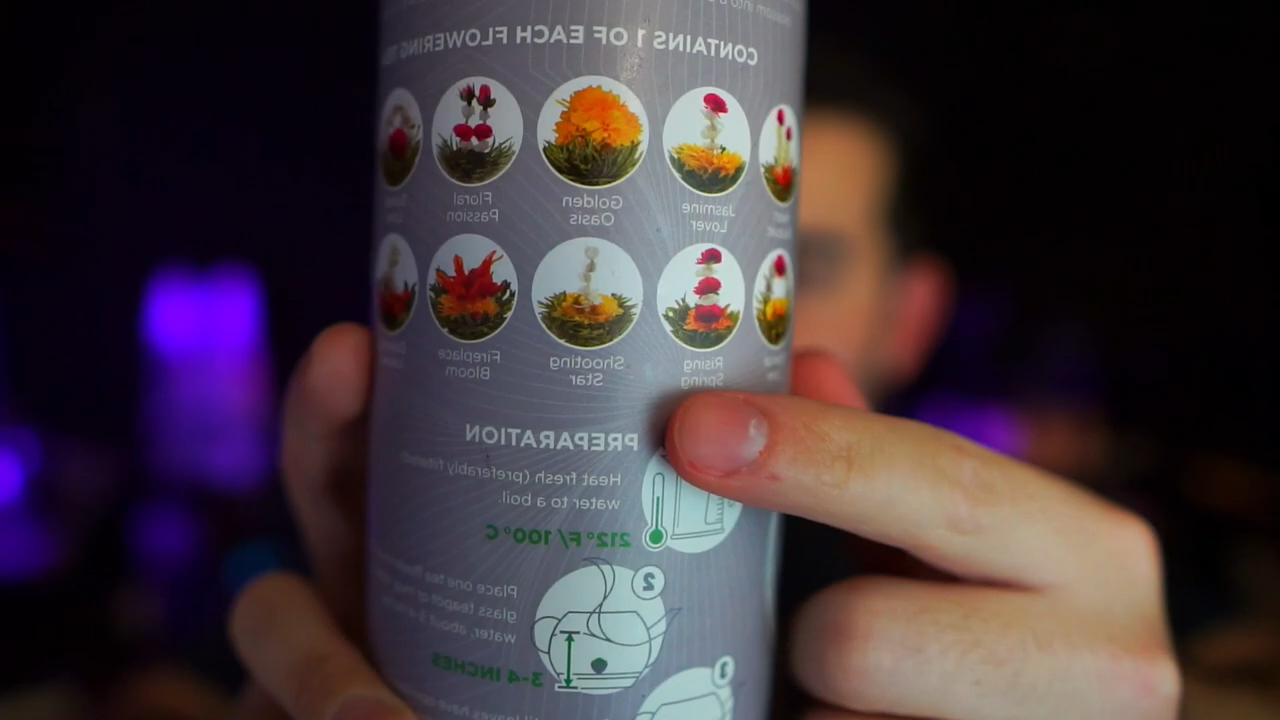 CONTAINS 1 OF EACH FLOWERING
Jasmine
Lover
Golden
Oasis
Floral
Passion
Rising
Spring
Shooting
Star
Fireplace
Bloom
PREPARATION
Heat fresh (preferably filtered)
water to a boil.
212°F/100°C
2
Place one tea
glass teapot or mug
water, about
3-4 INCHES
3